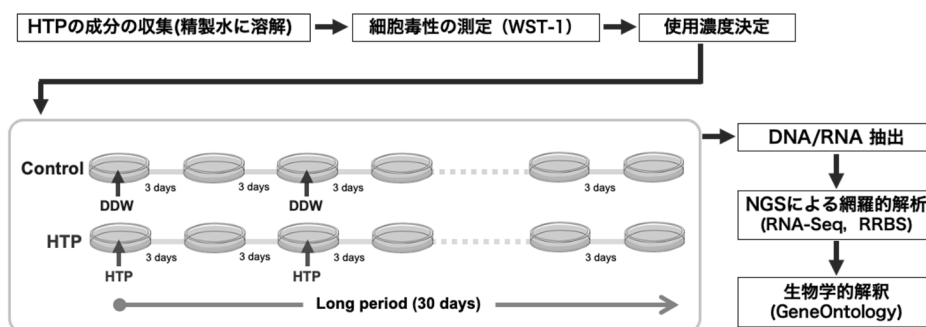 HTPの成分の収集(精製水に溶解)
細胞毒性の測定（WST-1）
使用濃度決定
Control
3 days
3 days
3 days
3 days
DDW
DDW
HTP
3 days
3 days
3 days
3 days
HTP
HTP
Long period (30 days)
DNA/RNA 抽出
NGSによる網羅的解析
(RNA-Seq，RRBS)
生物学的解釈
(GeneOntology)